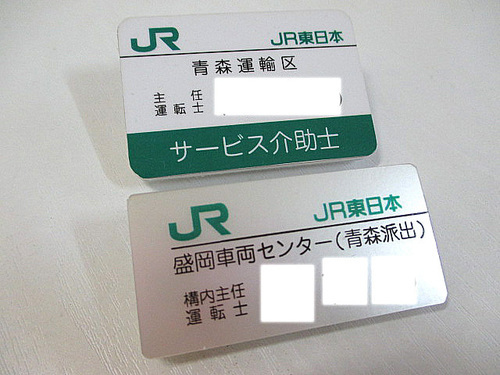 JR JR東日本
青森運輸区
主任
運転士
サービス介助士
JR JR東日本
盛岡車両センター(青森派出)
構内主任
運転士